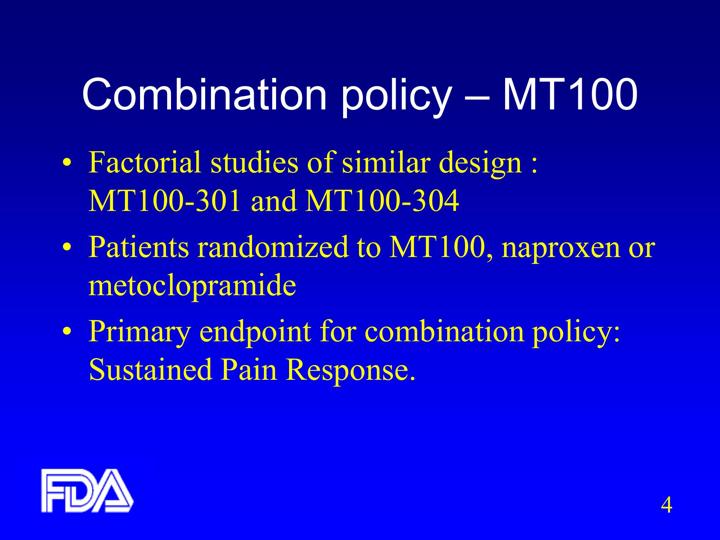 Combination policy – MT100
• Factorial studies of similar design :
MT100-301 and MT100-304
• Patients randomized to MT100, naproxen or
metoclopramide
• Primary endpoint for combination policy:
Sustained Pain Response.
FDA
4